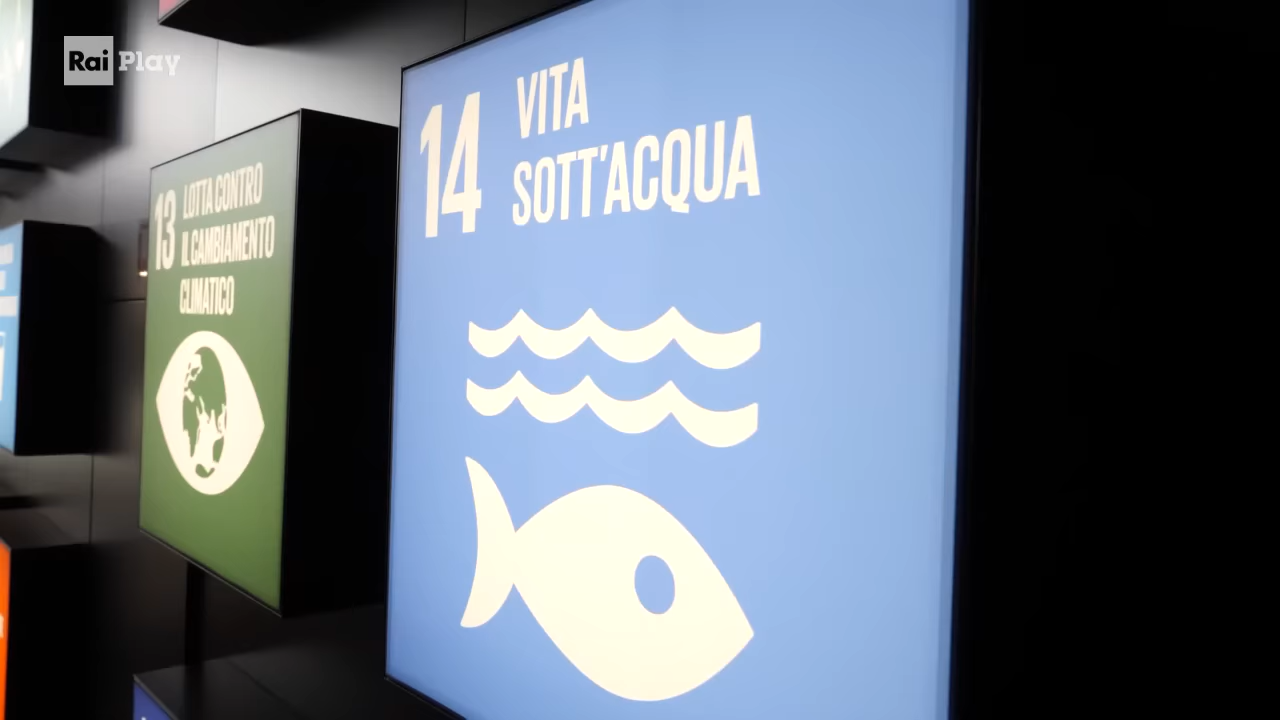 Rai Play
14 VITA
SOTT'ACQUA
13 LOTTA CONTRO
IL CAMBIAMENTO
CLIMATICO